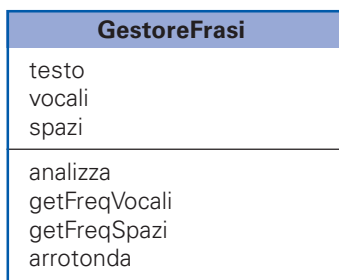 GestoreFrasi
testo
vocali
spazi
analizza
getFreqVocali
getFreqSpazi
arrotonda